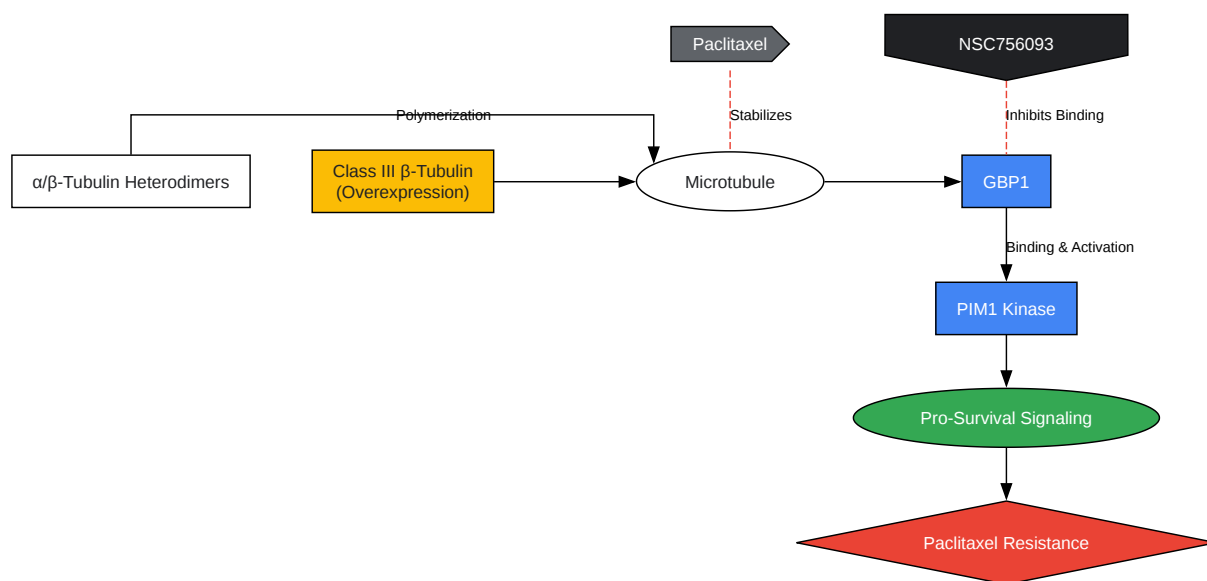 Paclitaxel
NSC756093
Polymerization
Stabilizes
Inhibits Binding
α/β-Tubulin Heterodimers
Class III β-Tubulin
(Overexpression)
Microtubule
GBP1
Binding & Activation
PIM1 Kinase
Pro-Survival Signaling
Paclitaxel Resistance